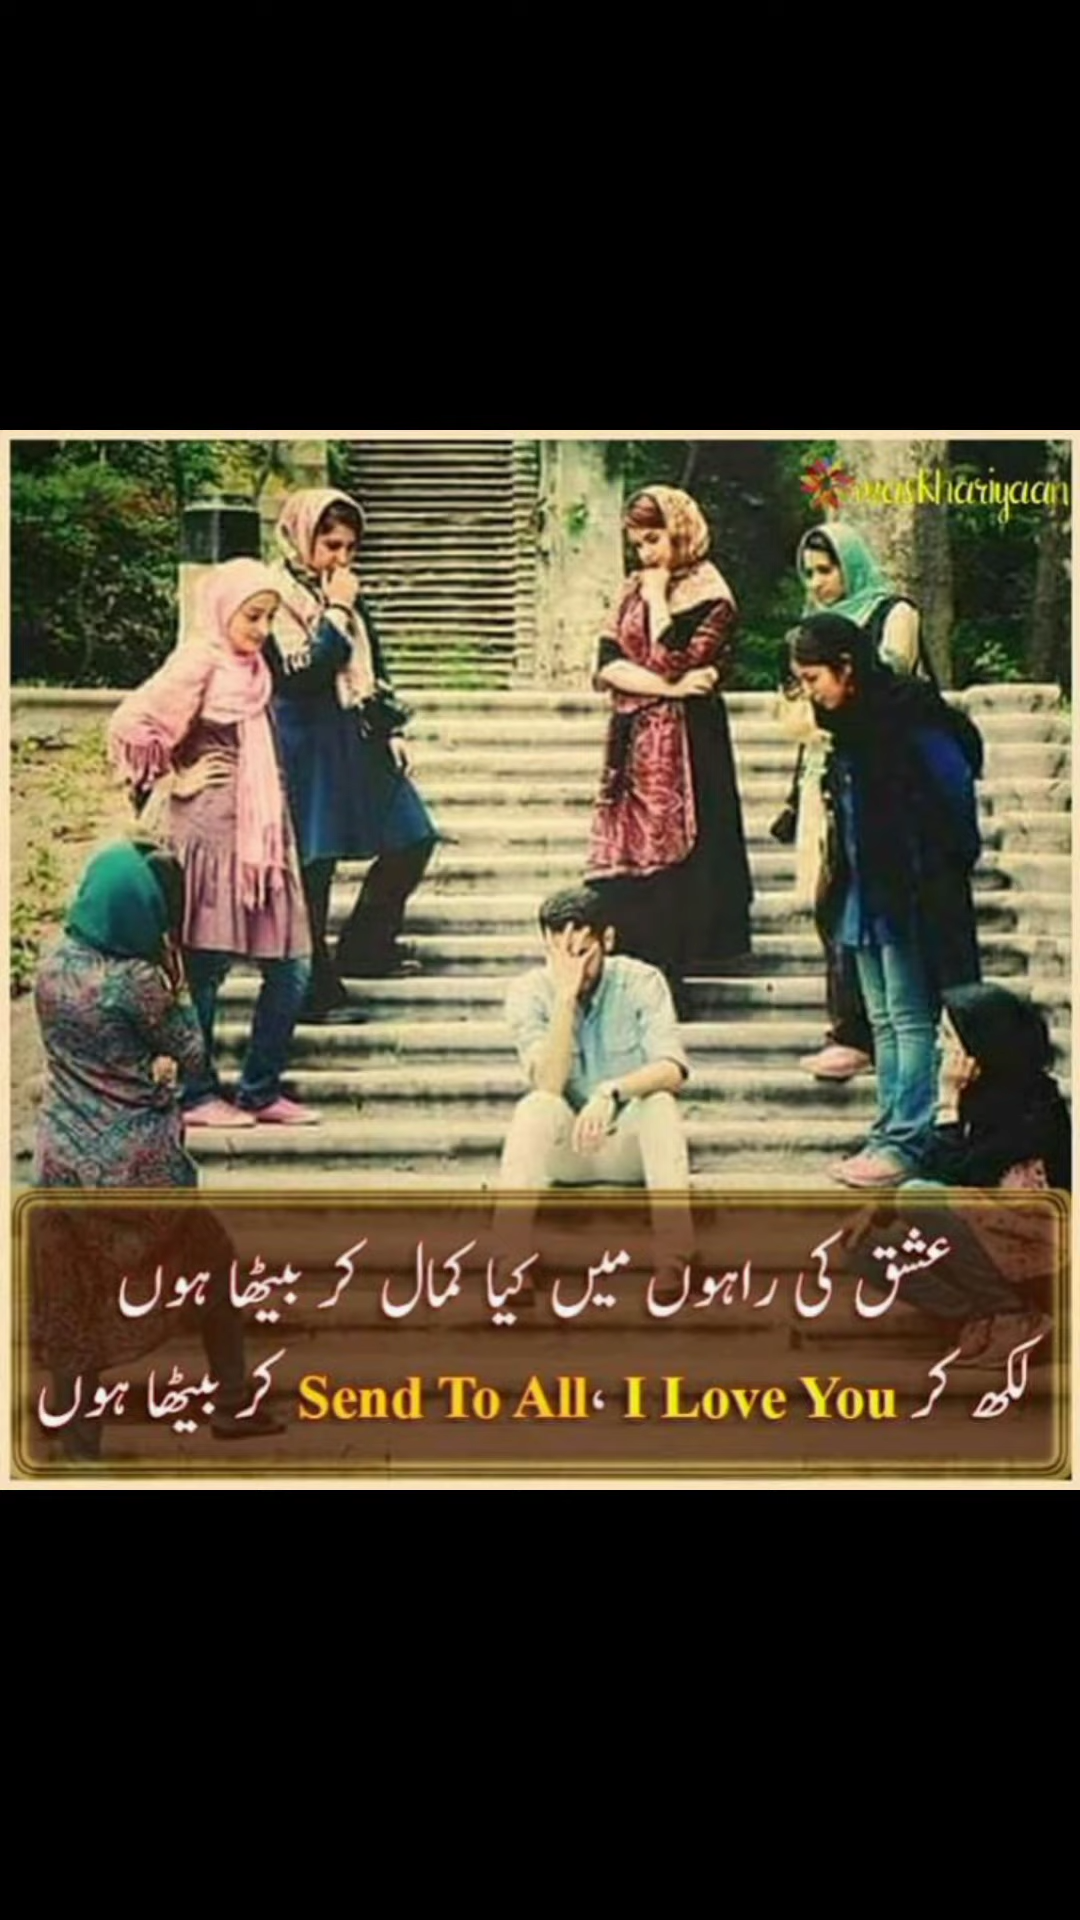 عشق کی راہوں میں کیا کمال کر بیٹھا ہوں
لکھ کر I Love You، Send To All کر بیٹھا ہوں